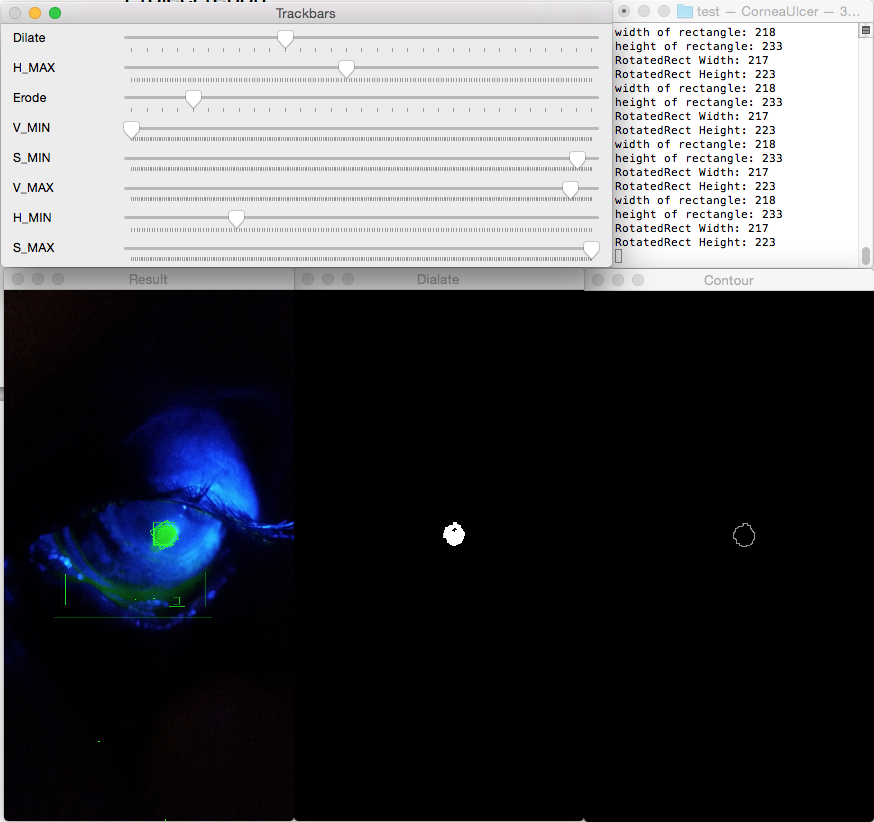 Trackbars
Dilate
H_MAX
Erode
V_MIN
S_MIN
V_MAX
H_MIN
S_MAX
test — CorneaUlcer — 3...
width of rectangle: 218
height of rectangle: 233
RotatedRect Width: 217
RotatedRect Height: 223
width of rectangle: 218
height of rectangle: 233
RotatedRect Width: 217
RotatedRect Height: 223
width of rectangle: 218
height of rectangle: 233
RotatedRect Width: 217
RotatedRect Height: 223
width of rectangle: 218
height of rectangle: 233
RotatedRect Width: 217
RotatedRect Height: 223
Result
Dialate
Contour